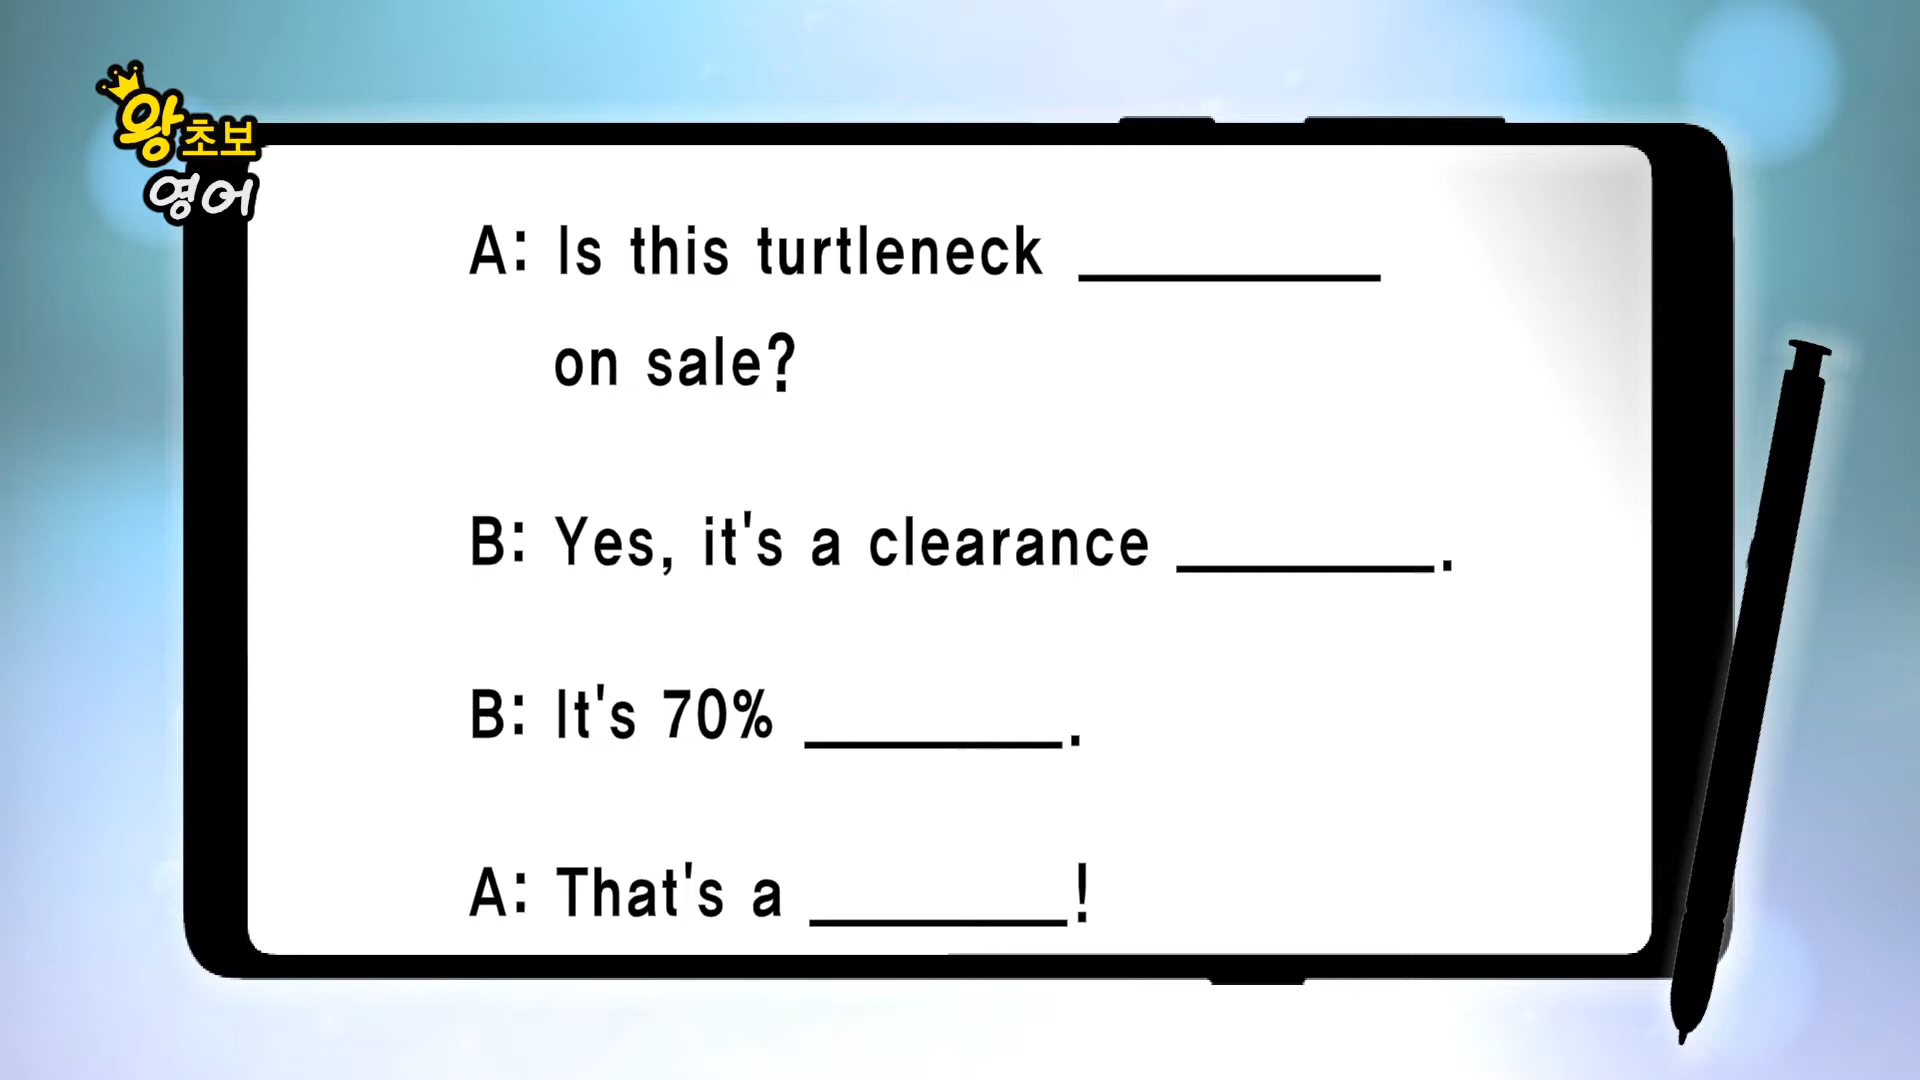 왕초보
영어
A: Is this turtleneck __________
on sale?
B: Yes, it's a clearance ________.
B: It's 70% ________.
A: That's a ________!